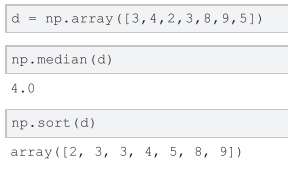 d = np.array([3,4,2,3,8,9,5])
np.median(d)
4.0
np.sort(d)
array([2, 3, 3, 4, 5, 8, 9])